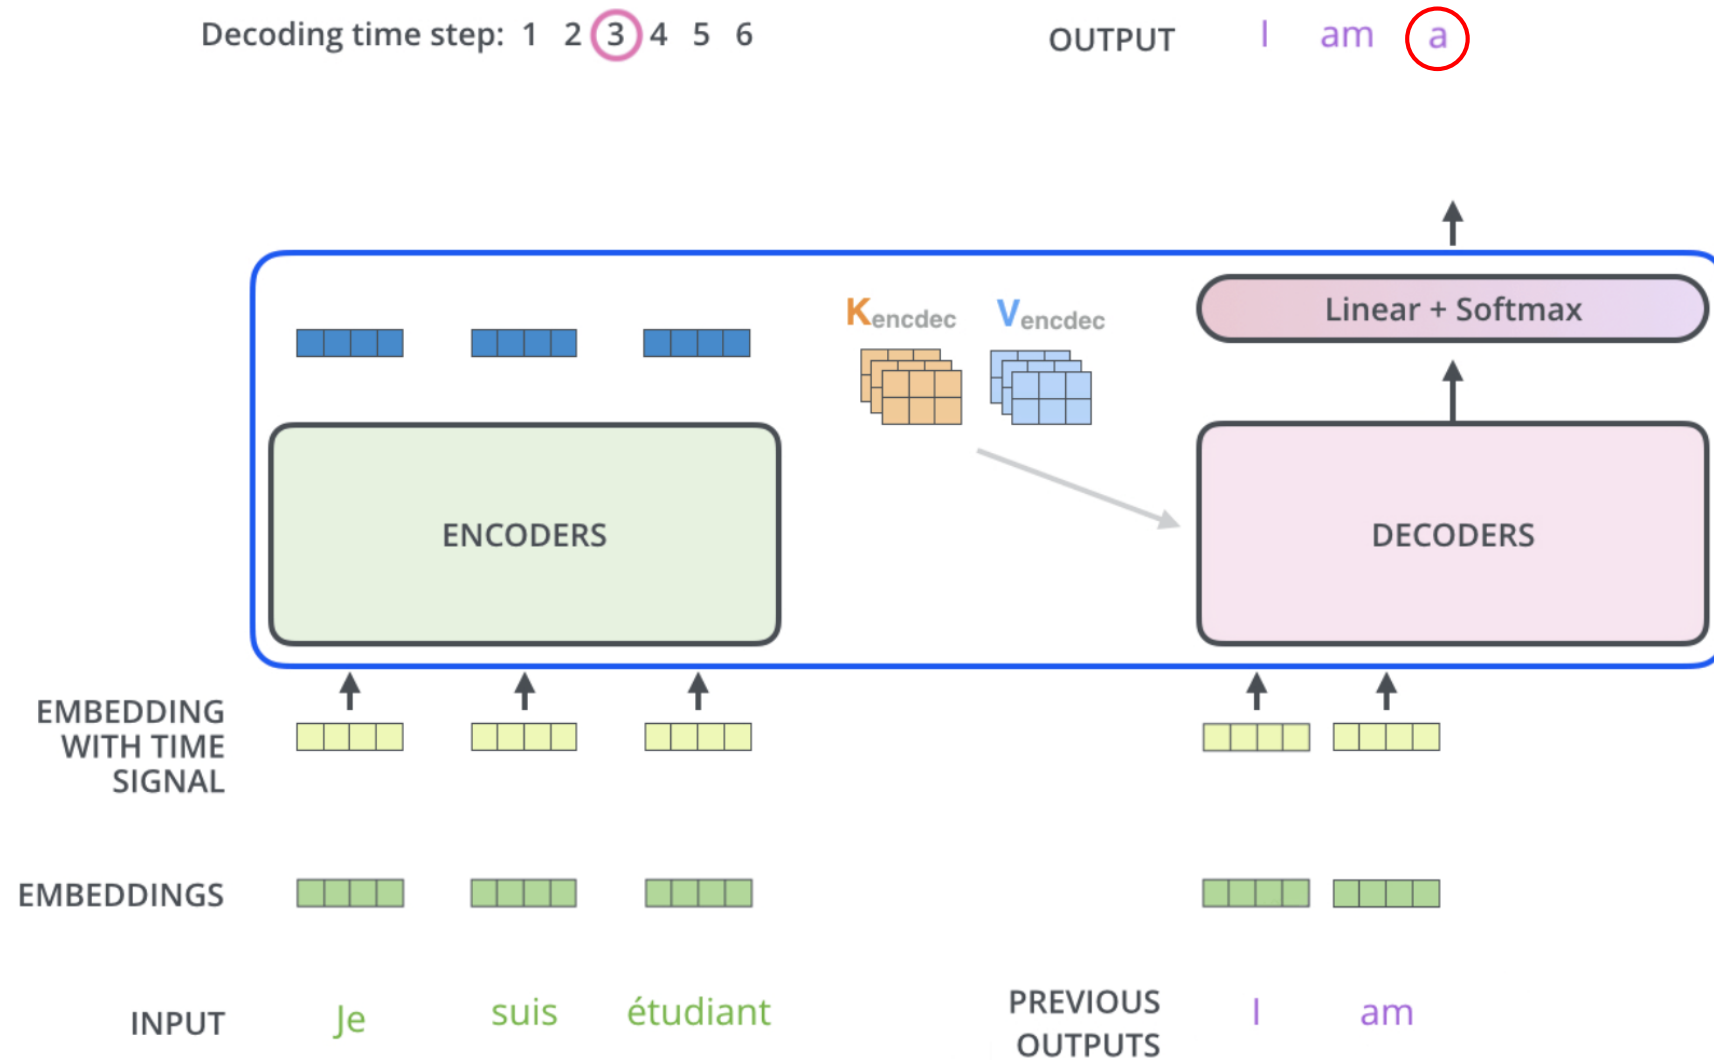 Decoding time step: 1 2 3 4 5 6
OUTPUT I am a
Kencdec Vencdec
Linear + Softmax
ENCODERS
DECODERS
EMBEDDING
WITH TIME
SIGNAL
EMBEDDINGS
INPUT Je suis étudiant
PREVIOUS
OUTPUTS
I am